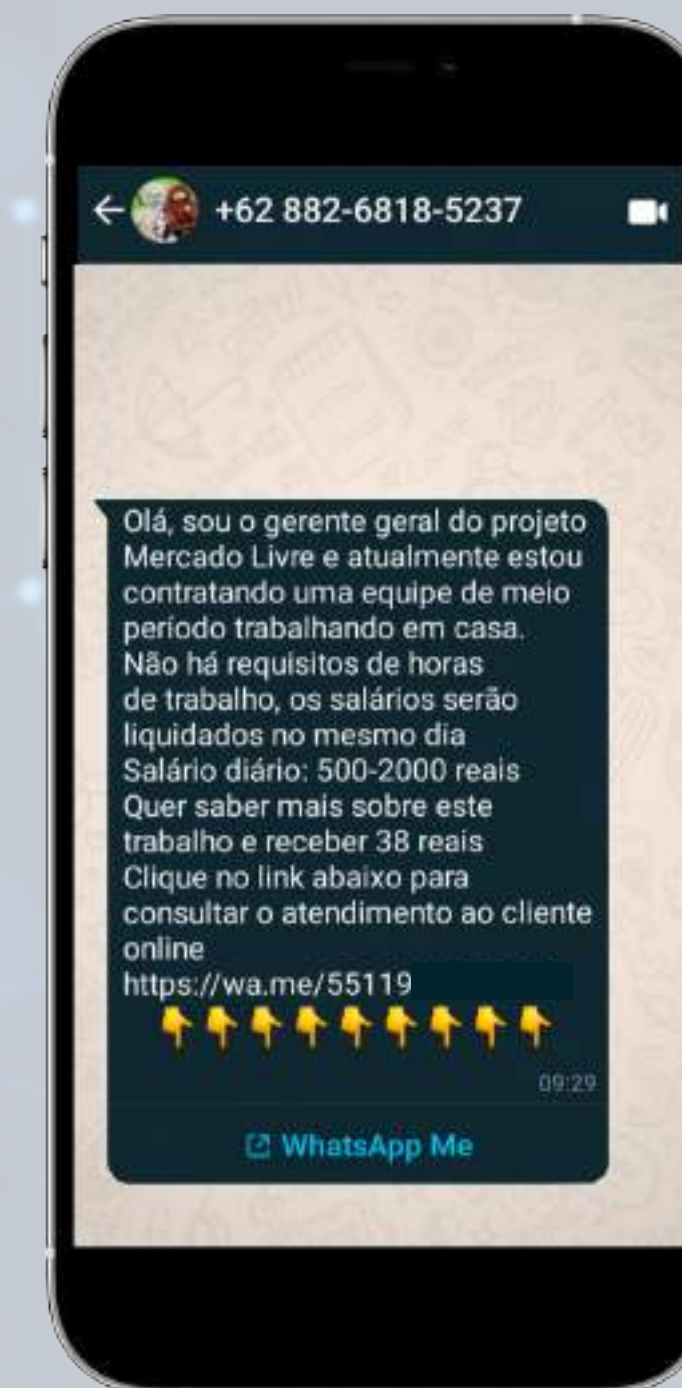 +62 882-6818-5237
Olá, sou o gerente geral do projeto
Mercado Livre e atualmente estou
contratando uma equipe de meio
período trabalhando em casa.
Não há requisitos de horas
de trabalho, os salários serão
liquidados no mesmo dia
Salário diário: 500-2000 reais
Quer saber mais sobre este
trabalho e receber 38 reais
Clique no link abaixo para
consultar o atendimento ao cliente
online
https://wa.me/55119
👇👇👇👇👇👇👇👇👇
09:29
WhatsApp Me